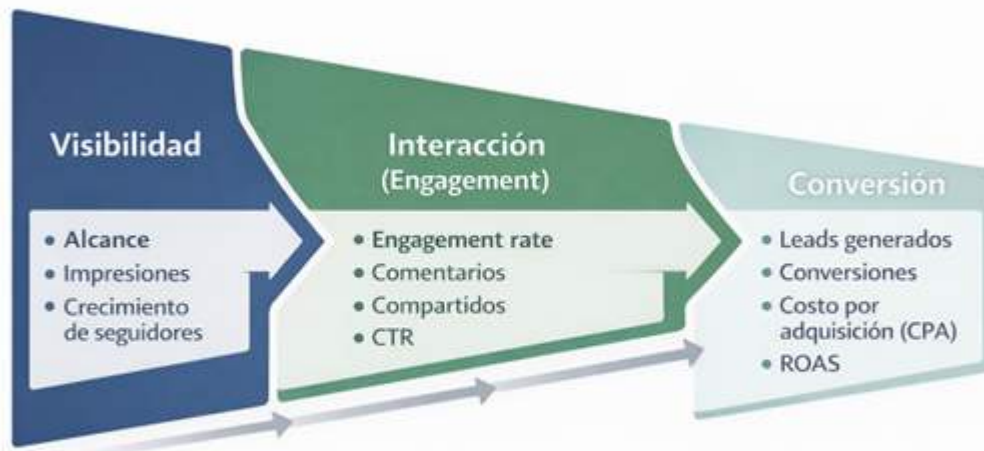 Visibilidad
• Alcance
• Impresiones
• Crecimiento
de seguidores
Interacción
(Engagement)
• Engagement rate
• Comentarios
• Compartidos
• CTR
Conversión
• Leads generados
• Conversiones
• Costo por
adquisición (CPA)
• ROAS